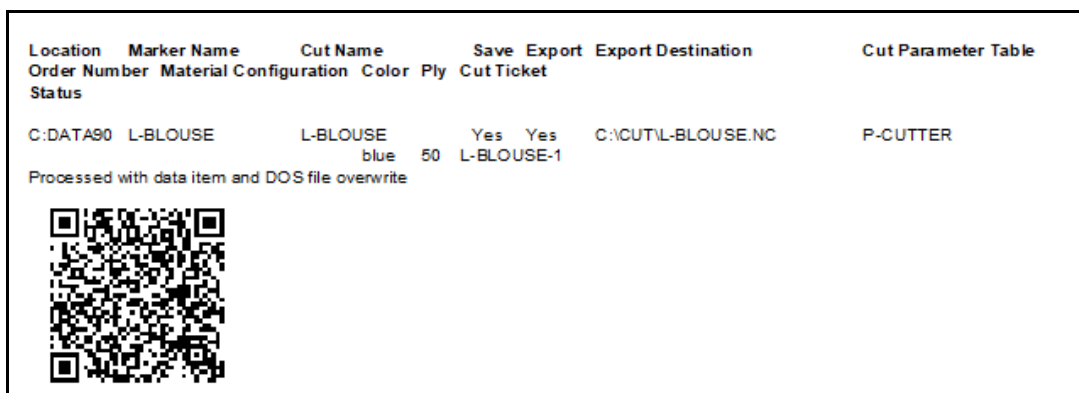 Location Marker Name Cut Name Save Export Export Destination Cut Parameter Table
Order Number Material Configuration Color Ply Cut Ticket
Status
C:DATA90 L-BLOUSE L-BLOUSE Yes Yes C:\CUT\L-BLOUSE.NC P-CUTTER
blue 50 L-BLOUSE-1
Processed with data item and DOS file overwrite